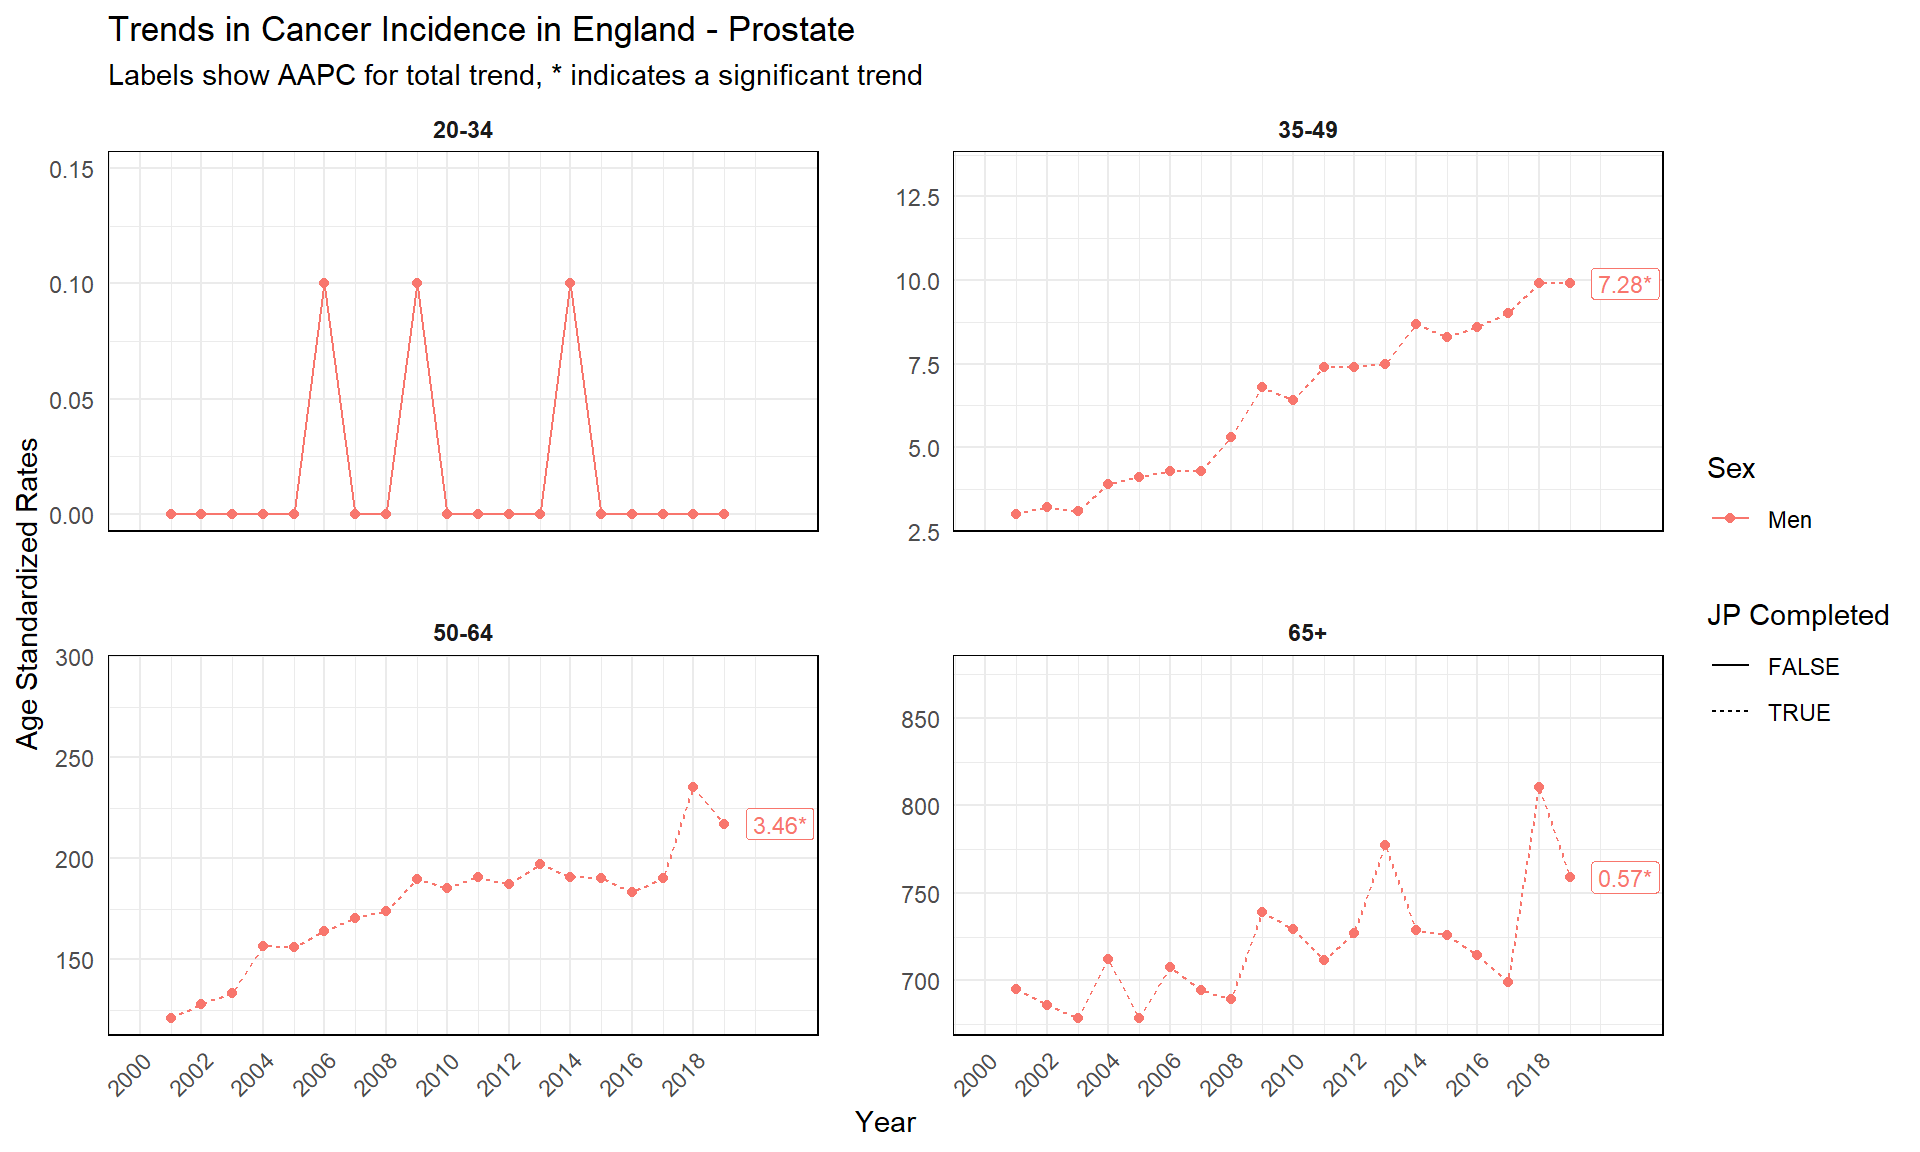 Trends in Cancer Incidence in England - Prostate
Labels show AAPC for total trend, * indicates a significant trend
20-34
0.15
0.10
0.05
0.00
35-49
12.5
10.0
7.5
5.0
2.5
7.28*
50-64
300
250
200
150
3.46*
2000 2002 2004 2006 2008 2010 2012 2014 2016 2018
65+
850
800
750
700
0.57*
2000 2002 2004 2006 2008 2010 2012 2014 2016 2018
Age Standardized Rates
Year
Sex
Men
JP Completed
FALSE
TRUE